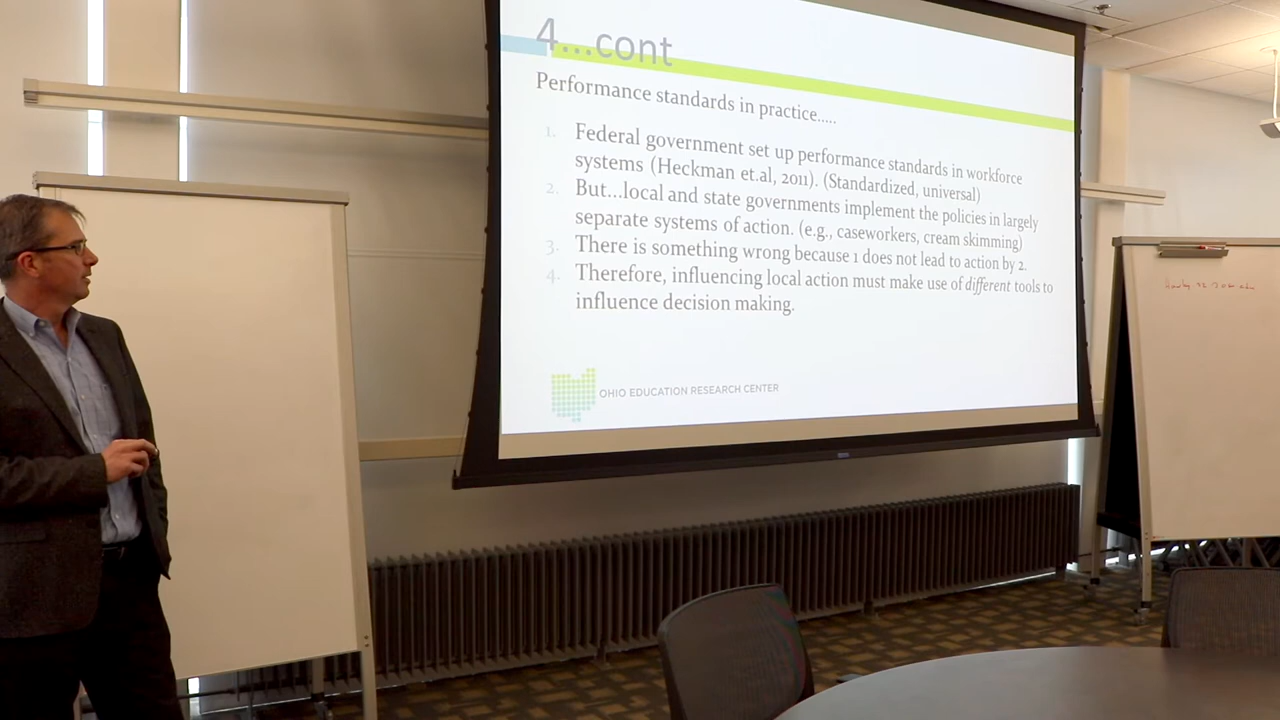 4...cont
Performance standards in practice.....
1. Federal government set up performance standards in workforce
systems (Heckman et.al, 2011). (Standardized, universal)
2. But...local and state governments implement the policies in largely
separate systems of action. (e.g., caseworkers, cream skimming)
3. There is something wrong because 1 does not lead to action by 2.
4. Therefore, influencing local action must make use of different tools to
influence decision making.
OHIO EDUCATION RESEARCH CENTER